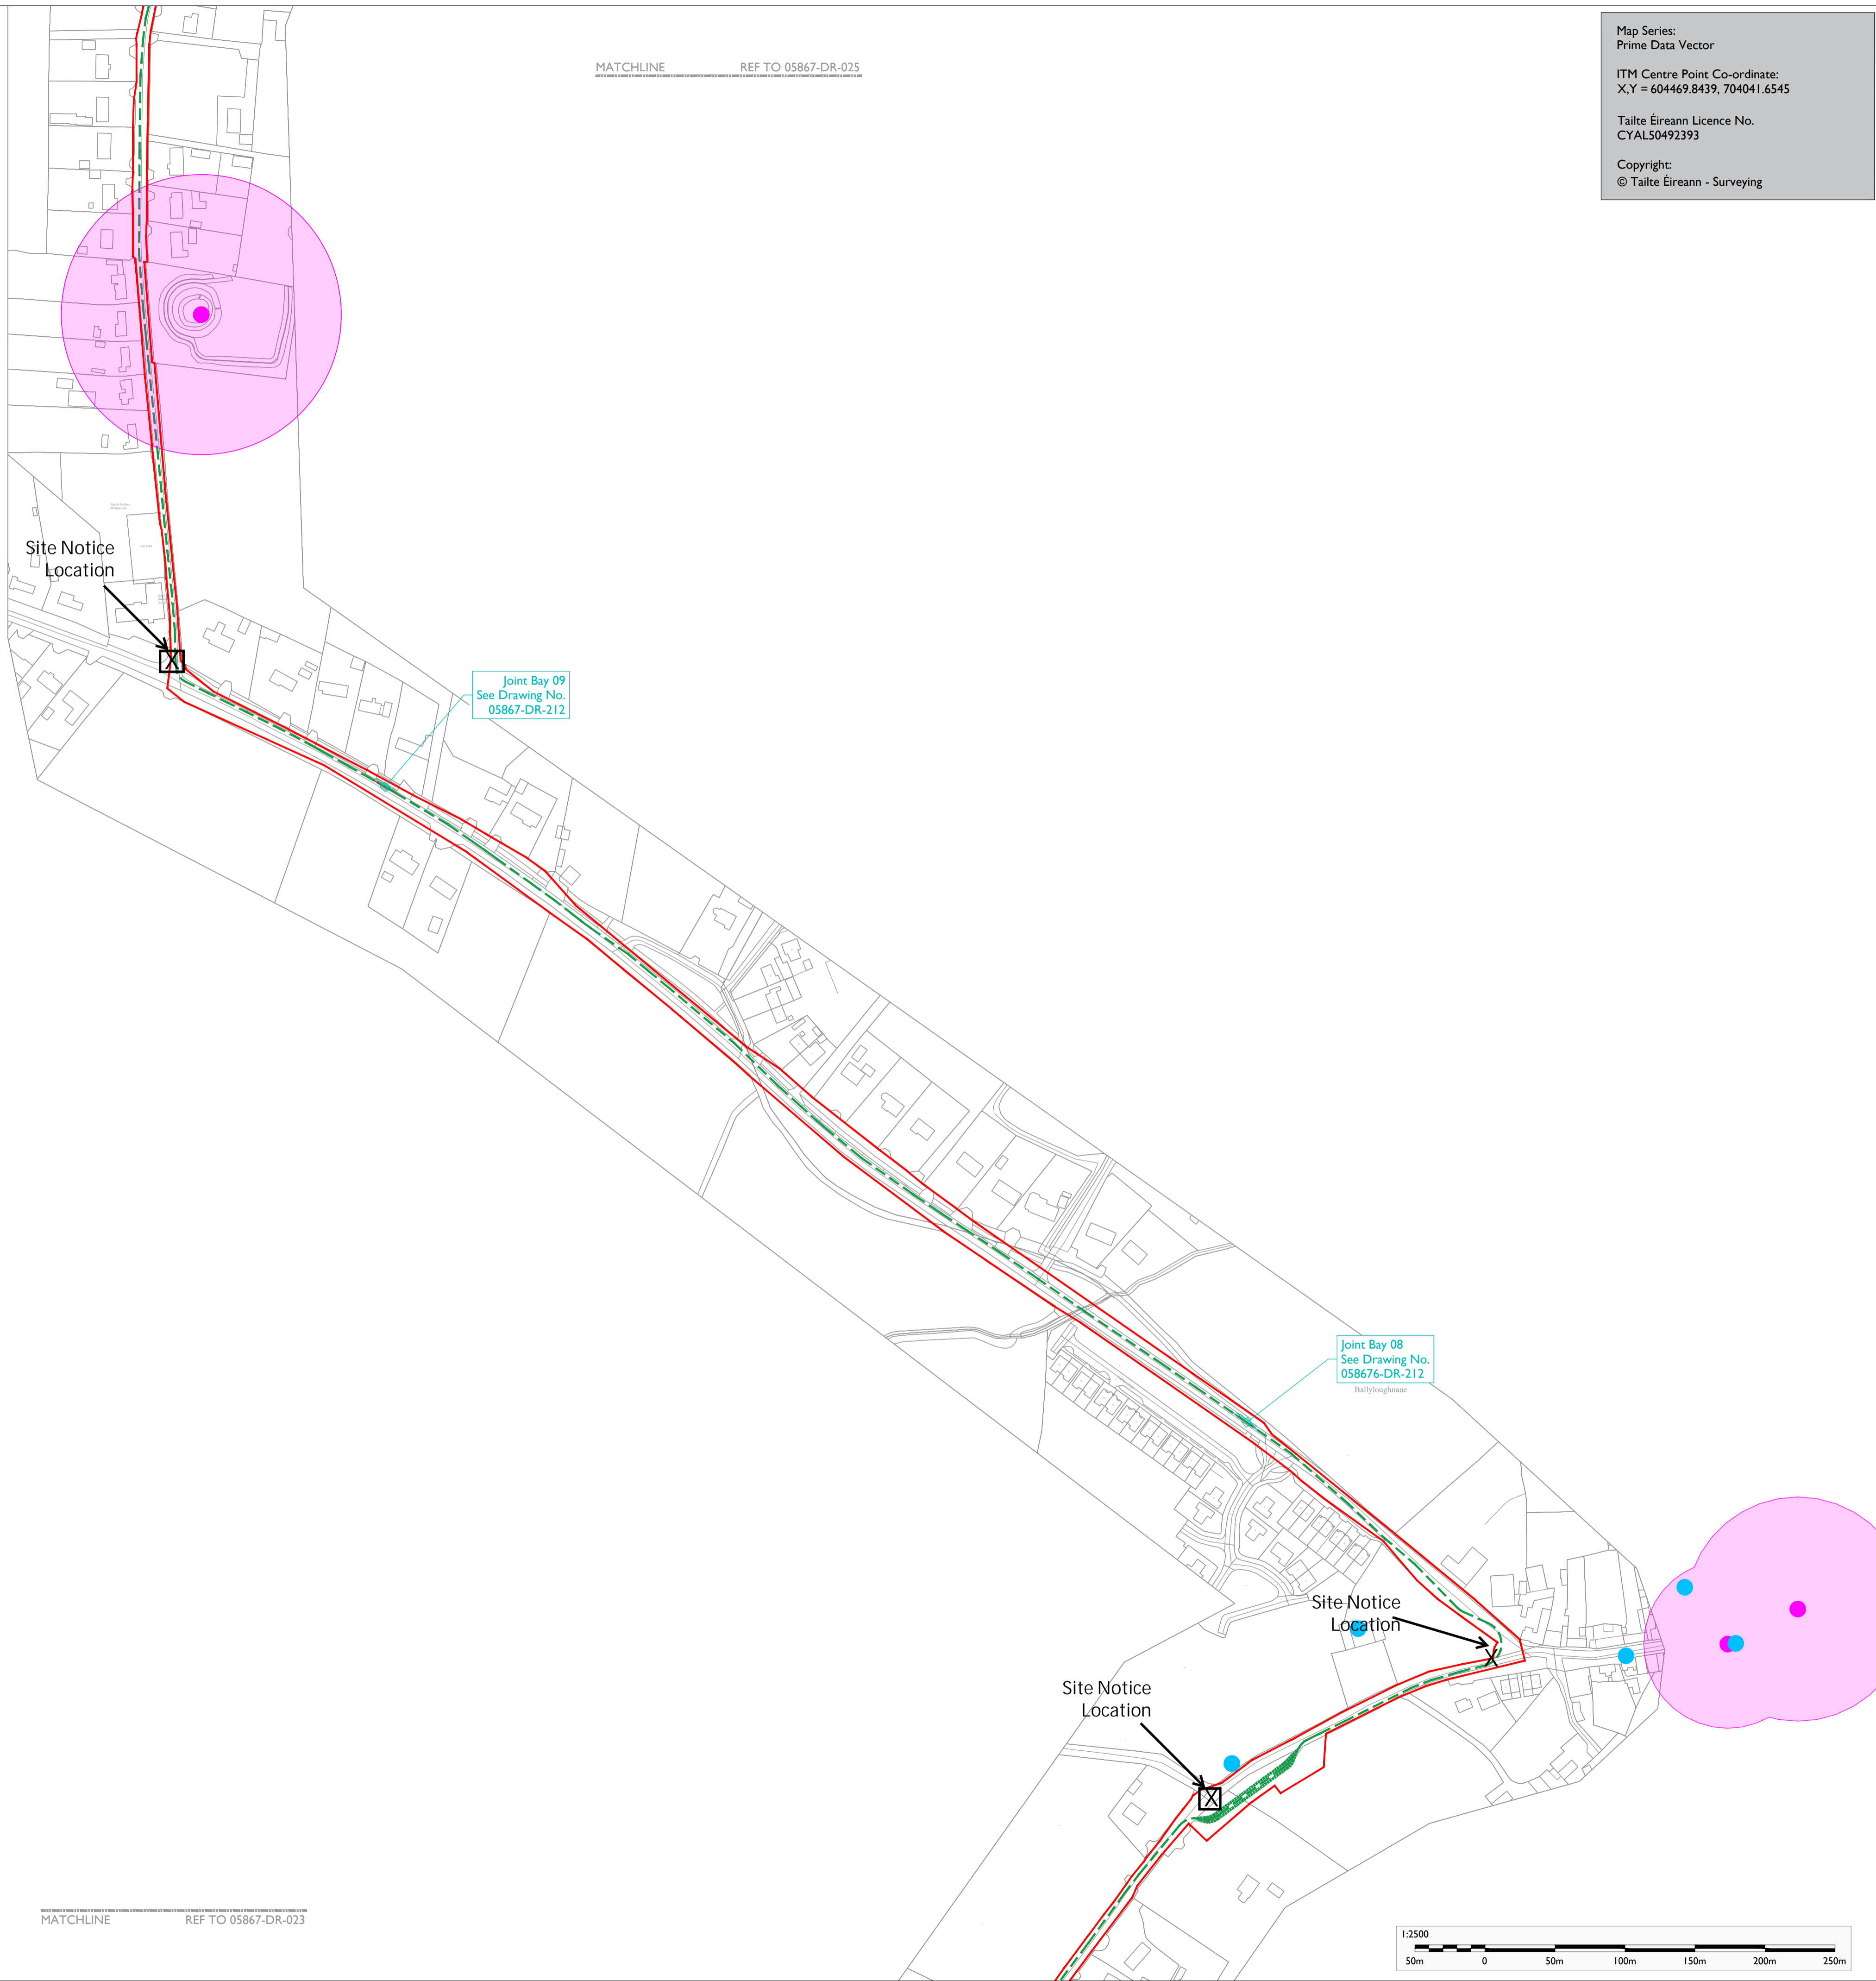 Map Series:
Prime Data Vector
ITM Centre Point Co-ordinate:
X,Y = 604469.8439, 704041.6545
Tailte Éireann Licence No.
CYAL50492393
Copyright:
© Tailte Éireann - Surveying
MATCHLINE REF TO 05867-DR-025
Car Park
Site Notice
Location
X
Joint Bay 09
See Drawing No.
05867-DR-212
Joint Bay 08
See Drawing No.
058676-DR-212
Ballyloughnane
Site Notice
Location
X
Site Notice
Location
X
MATCHLINE REF TO 05867-DR-023
1:2500
50m 0 50m 100m 150m 200m 250m